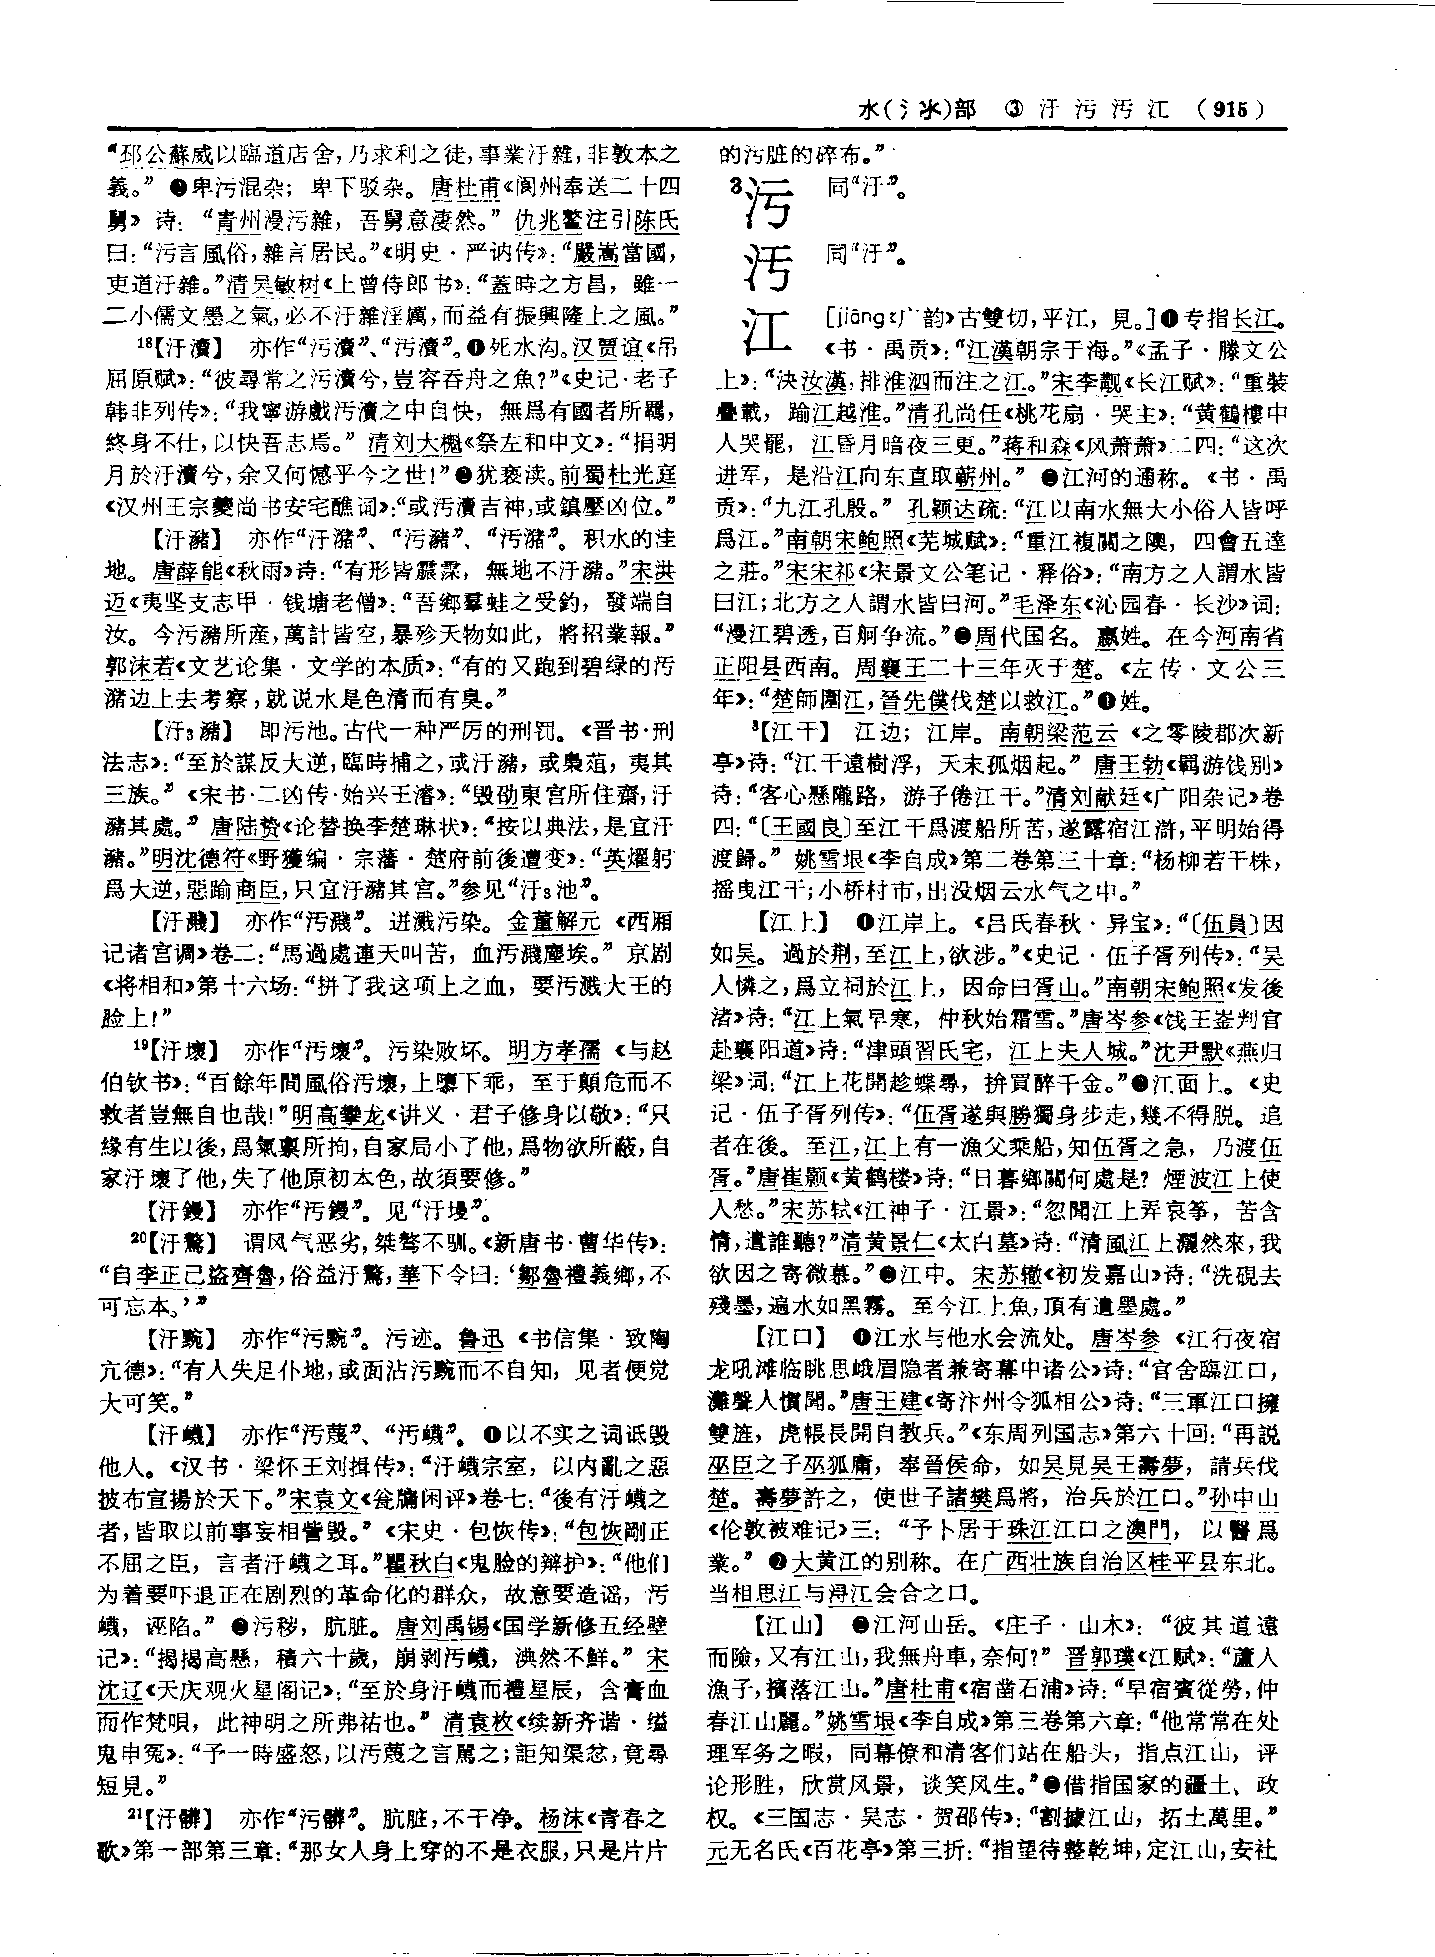 水(氵氺)部　③ 汙 污 汚 江 (915)
“邳公蘇威以臨道店舍,乃求利之徒,事業汙雜,非敦本之
義。”❷卑污混杂；卑下驳杂。唐杜甫《阆州奉送二十四
舅》诗：“青州漫污雜，吾舅意淒然。”仇兆鳌注引陈氏
曰：“污言風俗,雜言居民。”《明史·严讷传》：“嚴嵩當國，
吏道汙雜。”清吴敏树《上曾侍郎书》：“蓋時之方昌，雖一
二小儒文墨之氣,必不汙雜淫厲,而益有振興隆上之風。”
18【汙瀆】 亦作“污瀆”、“汚瀆”。❶死水沟。汉贾谊《吊
屈原赋》：“彼尋常之污瀆兮,豈容吞舟之魚?”《史记·老子
韩非列传》：“我寧游戲污瀆之中自快，無爲有國者所羈，
終身不仕,以快吾志焉。”清刘大櫆《祭左和中文》：“捐明
月於汙瀆兮,余又何憾乎今之世!”❷犹亵渎。前蜀杜光庭
《汉州王宗夔尚书安宅醮词》：“或污瀆吉神,或鎮壓凶位。”
【汙豬】 亦作“汙瀦”、“污豬”、“污瀦”。积水的洼
地。唐薛能《秋雨》诗：“有形皆霢霂，無地不汙豬。”宋洪
迈《夷坚支志甲·钱塘老僧》：“吾鄉羣蛙之受釣，發端自
汝。今污豬所産,萬計皆空,暴殄天物如此，將招業報。”
郭沫若《文艺论集·文学的本质》：“有的又跑到碧绿的污
潴边上去考察,就说水是色清而有臭。”
【汙3豬】 即污池。古代一种严厉的刑罚。《晋书·刑
法志》：“至於謀反大逆,臨時捕之,或汙豬，或梟菹，夷其
三族。”《宋书·二凶传·始兴王濬》：“毁劭東宫所住齋,汙
豬其處。”唐陆贽《论替换李楚琳状》：“按以典法,是宜汙
豬。”明沈德符《野獲编·宗藩·楚府前後遭变》：“英燿躬
爲大逆,惡踰商臣,只宜汙豬其宫。”参见“汙3池”。
【汙濺】 亦作“污濺”。迸溅污染。金董解元《西厢
记诸宫调》卷二：“馬過處連天叫苦，血污濺塵埃。”京剧
《将相和》第十六场：“拼了我这项上之血，要污溅大王的
脸上!”
19【汙壞】 亦作“污壞”。污染败坏。明方孝孺《与赵
伯钦书》：“百餘年間風俗污壞,上隳下乖，至于顛危而不
救者豈無自也哉!”明高攀龙《讲义·君子修身以敬》：“只
緣有生以後,爲氣稟所拘,自家局小了他,爲物欲所蔽,自
家汙壞了他,失了他原初本色,故須要修。”
【汙鏝】 亦作“污鏝”。见“汙墁”。
20【汙驁】 谓风气恶劣,桀骜不驯。《新唐书·曹华传》：
“自李正己盜齊魯,俗益汙驁,華下令曰：‘鄒魯禮義鄉,不
可忘本。’”
【汙黦】 亦作“污黦”。污迹。鲁迅《书信集·致陶
亢德》：“有人失足仆地,或面沾污黦而不自知，见者便觉
大可笑。”
【汙衊】 亦作“污蔑”、“污衊”。❶以不实之词诋毁
他人。《汉书·梁怀王刘揖传》：“汙衊宗室，以内亂之惡
披布宣揚於天下。”宋袁文《瓮牖闲评》卷七：“後有汙衊之
者,皆取以前事妄相訾毁。”《宋史·包恢传》：“包恢剛正
不屈之臣，言者汙衊之耳。”瞿秋白《鬼脸的辩护》：“他们
为着要吓退正在剧烈的革命化的群众，故意要造谣，污
衊，诬陷。”❷污秽，肮脏。唐刘禹锡《国学新修五经壁
记》：“揭揭高懸，積六十歲，崩剥污衊，淟然不鮮。”宋
沈辽《天庆观火星阁记》：“至於身汙衊而禮星辰，含膏血
而作梵唄，此神明之所弗祐也。”清袁枚《续新齐谐·缢
鬼申冤》：“予一時盛怒,以污蔑之言駡之；詎知渠忿,竟尋
短見。”
21【汙髒】 亦作“污髒”。肮脏,不干净。杨沫《青春之
歌》第一部第三章：“那女人身上穿的不是衣服,只是片片
的污脏的碎布。”
3污 同“汙”。
汚 同“汙”。
江 [jiāng《广韵》古雙切,平江，見。]❶专指长江。
《书·禹贡》：“江漢朝宗于海。”《孟子·滕文公
上》：“决汝漢,排淮泗而注之江。”宋李觏《长江赋》：“重裝
疊載，踰江越淮。”清孔尚任《桃花扇·哭主》：“黄鶴樓中
人哭罷，江昏月暗夜三更。”蒋和森《风萧萧》二四：“这次
进军，是沿江向东直取蕲州。”❷江河的通称。《书·禹
贡》：“九江孔殷。”孔颖达疏：“江以南水無大小俗人皆呼
爲江。”南朝宋鲍照《芜城赋》：“重江複關之隩，四會五達
之莊。”宋宋祁《宋景文公笔记·释俗》：“南方之人謂水皆
曰江；北方之人謂水皆曰河。”毛泽东《沁园春·长沙》词：
“漫江碧透,百舸争流。”❸周代国名。嬴姓。在今河南省
正阳县西南。周襄王二十三年灭于楚。《左传·文公三
年》：“楚師圍江,晉先僕伐楚以救江。”❹姓。
3【江干】 江边；江岸。南朝梁范云《之零陵郡次新
亭》诗：“江干遠樹浮，天末孤烟起。”唐王勃《羁游饯别》
诗：“客心懸隴路，游子倦江干。”清刘献廷《广阳杂记》卷
四：“〔王國良〕至江干爲渡船所苦,遂露宿江滸,平明始得
渡歸。”姚雪垠《李自成》第二卷第三十章：“杨柳若干株，
摇曳江干；小桥村市,出没烟云水气之中。”
【江上】 ❶江岸上。《吕氏春秋·异宝》：“〔伍員〕因
如吴。過於荆,至江上,欲涉。”《史记·伍子胥列传》：“吴
人憐之,爲立祠於江上，因命曰胥山。”南朝宋鲍照《发後
渚》诗：“江上氣早寒，仲秋始霜雪。”唐岑参《饯王崟判官
赴襄阳道》诗：“津頭習氏宅，江上夫人城。”沈尹默《燕归
梁》词：“江上花開趁蝶尋，拚買醉千金。”❷江面上。《史
记·伍子胥列传》：“伍胥遂與勝獨身步走,幾不得脱。追
者在後。至江,江上有一漁父乘船,知伍胥之急，乃渡伍
胥。”唐崔颢《黄鹤楼》诗：“日暮鄉關何處是？煙波江上使
人愁。”宋苏轼《江神子·江景》：“忽聞江上弄哀筝，苦含
情,遣誰聽?”清黄景仁《太白墓》诗：“清風江上灑然來,我
欲因之寄微慕。”❸江中。宋苏辙《初发嘉山》诗：“洗硯去
殘墨,遍水如黑霧。至今江上魚,頂有遺墨處。”
【江口】 ❶江水与他水会流处。唐岑参《江行夜宿
龙吼滩临眺思峨眉隐者兼寄幕中诸公》诗：“官舍臨江口，
灘聲人慣聞。”唐王建《寄汴州令狐相公》诗：“三軍江口擁
雙旌，虎帳長開自教兵。”《东周列国志》第六十回：“再説
巫臣之子巫狐庸，奉晉侯命，如吴見吴王壽夢，請兵伐
楚。壽夢許之，使世子諸樊爲將，治兵於江口。”孙中山
《伦敦被难记》三：“予卜居于珠江江口之澳門，以醫爲
業。”❷大黄江的别称。在广西壮族自治区桂平县东北。
当相思江与浔江会合之口。
【江山】 ❶江河山岳。《庄子·山木》：“彼其道遠
而險,又有江山,我無舟車,奈何?”晋郭璞《江赋》：“蘆人
漁子,擯落江山。”唐杜甫《宿凿石浦》诗：“早宿賓從勞,仲
春江山麗。”姚雪垠《李自成》第三卷第六章：“他常常在处
理军务之暇，同幕僚和清客们站在船头，指点江山，评
论形胜，欣赏风景，谈笑风生。”❷借指国家的疆土、政
权。《三国志·吴志·贺邵传》：“割據江山，拓土萬里。”
元无名氏《百花亭》第三折：“指望待整乾坤,定江山,安社